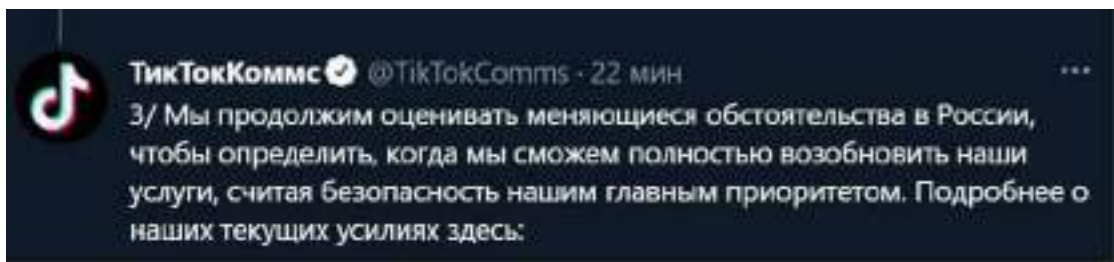 ТикТокКоммс @TikTokComms · 22 мин
3/ Мы продолжим оценивать меняющиеся обстоятельства в России,
чтобы определить, когда мы сможем полностью возобновить наши
услуги, считая безопасность нашим главным приоритетом. Подробнее о
наших текущих усилиях здесь: